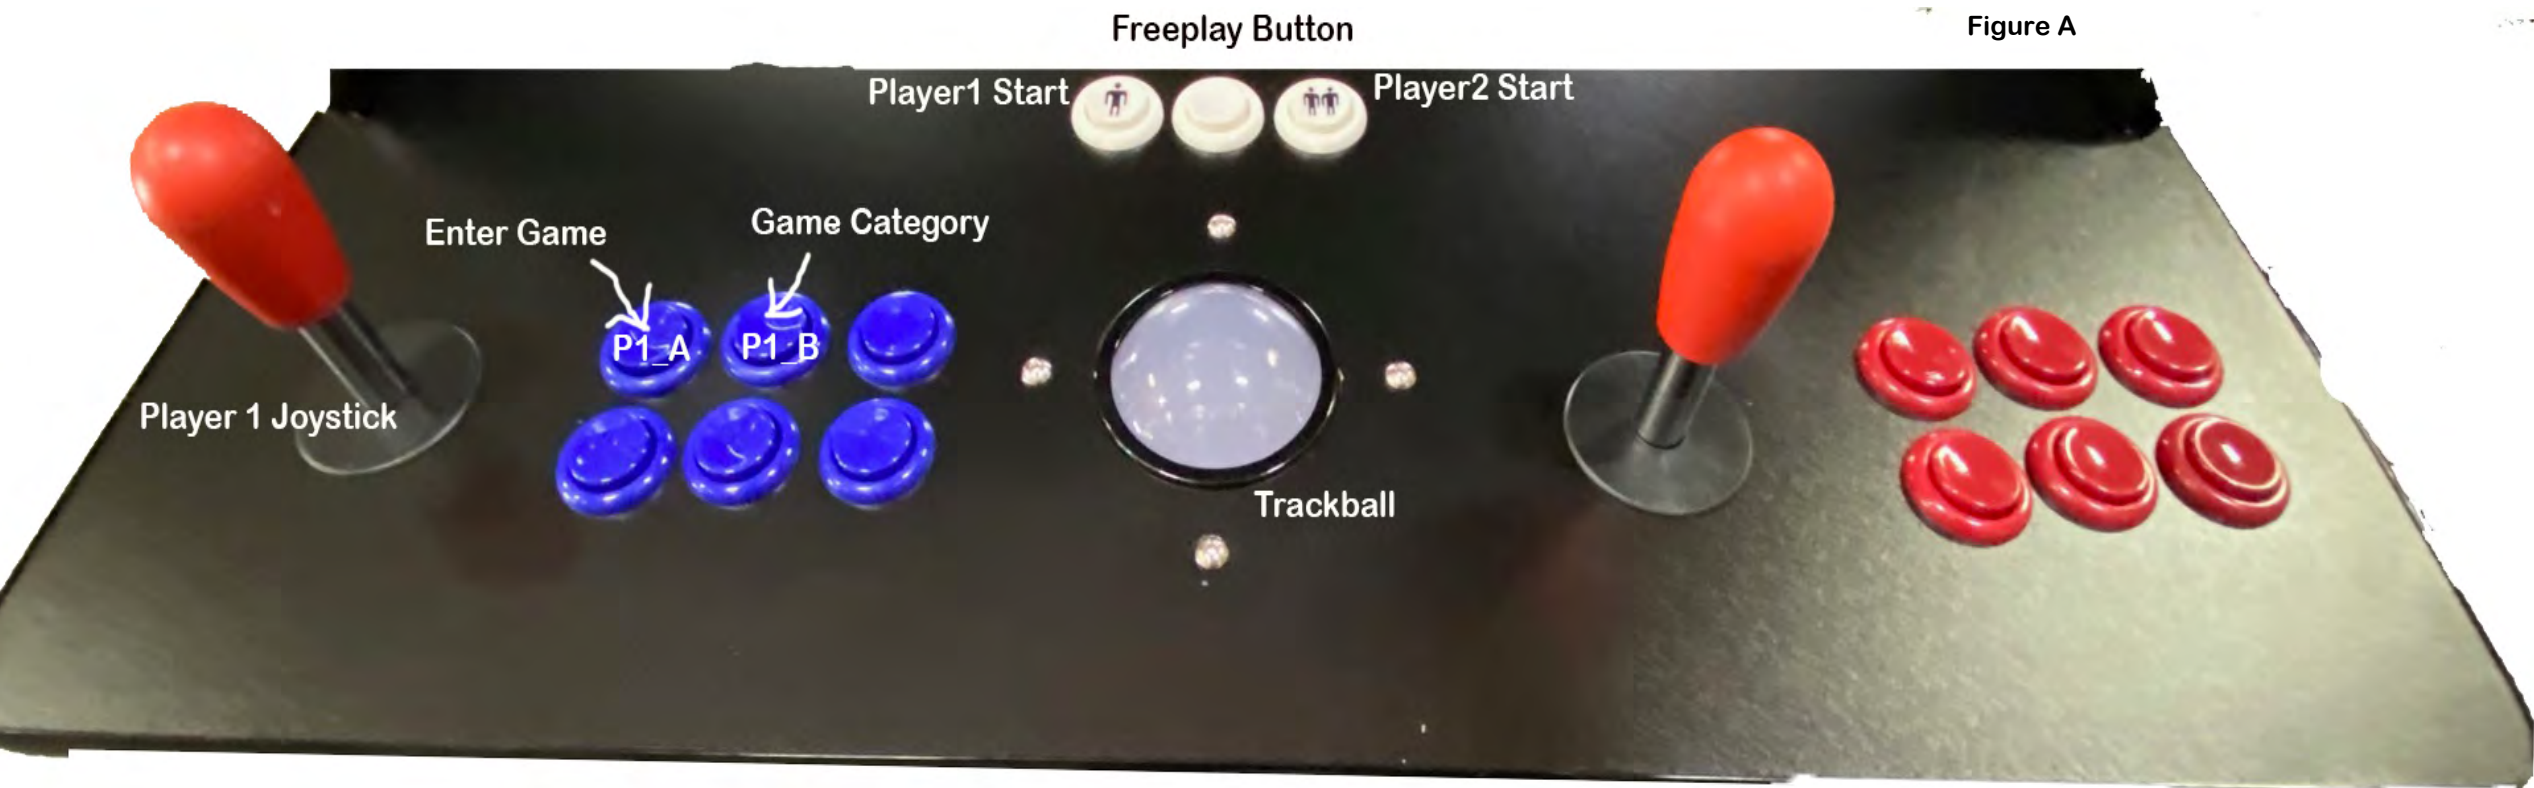 Freeplay Button
Figure A
Player1 Start
Player2 Start
Enter Game
Game Category
P1_A
P1_B
Player 1 Joystick
Trackball